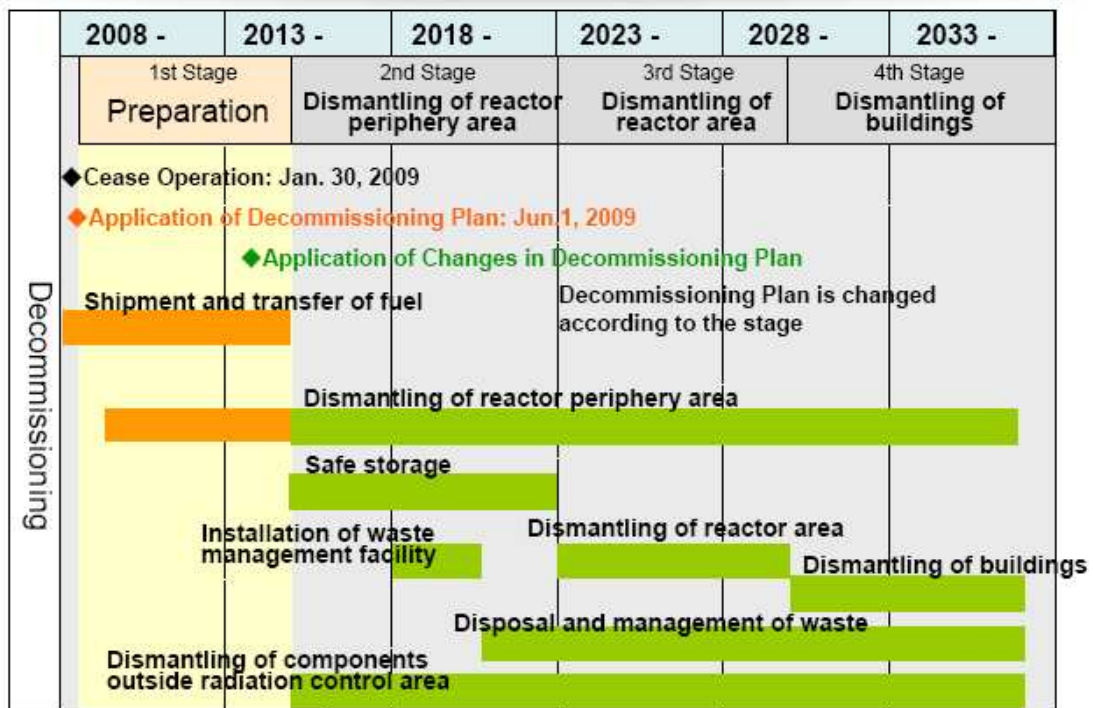 2008 - 2013 - 2018 - 2023 - 2028 - 2033 -
1st Stage
Preparation
2nd Stage
Dismantling of reactor
periphery area
3rd Stage
Dismantling of
reactor area
4th Stage
Dismantling of
buildings
Decommissioning
Cease Operation: Jan. 30, 2009
Application of Decommissioning Plan: Jun.1, 2009
Application of Changes in Decommissioning Plan
Shipment and transfer of fuel
Decommissioning Plan is changed
according to the stage
Dismantling of reactor periphery area
Safe storage
Installation of waste
management facility
Dismantling of reactor area
Dismantling of buildings
Disposal and management of waste
Dismantling of components
outside radiation control area